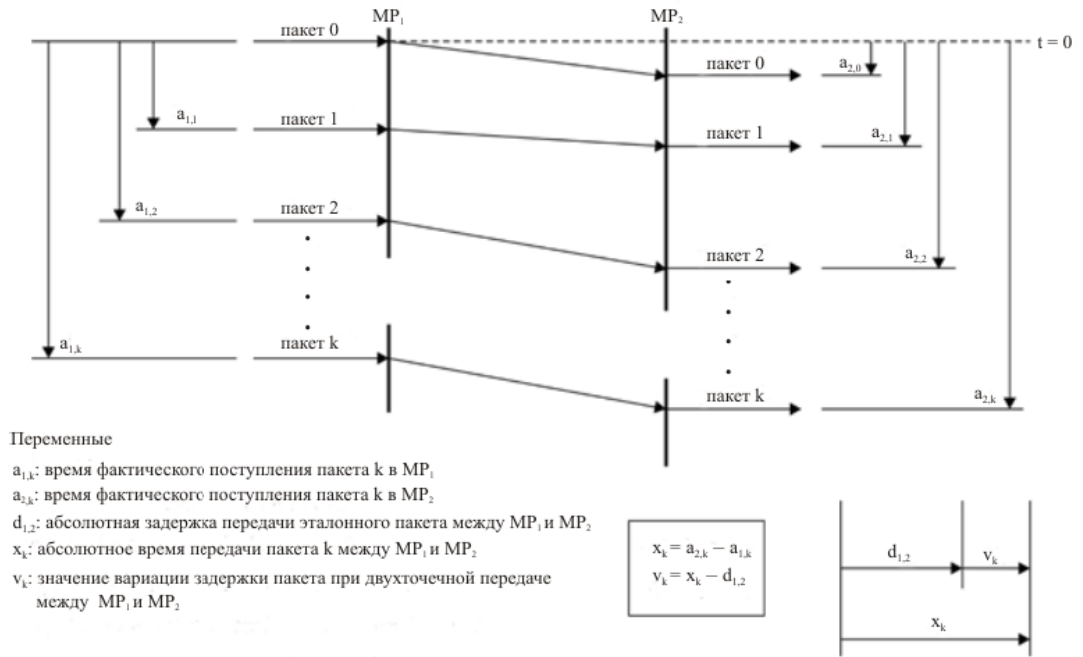 MP₁ MP₂
пакет 0
t = 0
пакет 0
a₂,₀
a₁,₁
пакет 1
пакет 1
a₂,₁
a₁,₂
пакет 2
пакет 2
a₂,₂
a₁,ₖ
пакет k
пакет k
a₂,ₖ
Переменные
a₁,ₖ: время фактического поступления пакета k в MP₁
a₂,ₖ: время фактического поступления пакета k в MP₂
d₁,₂: абсолютная задержка передачи эталонного пакета между MP₁ и MP₂
xₖ: абсолютное время передачи пакета k между MP₁ и MP₂
vₖ: значение вариации задержки пакета при двухточечной передаче
между MP₁ и MP₂
xₖ = a₂,ₖ – a₁,ₖ
vₖ = xₖ – d₁,₂
d₁,₂ vₖ
xₖ